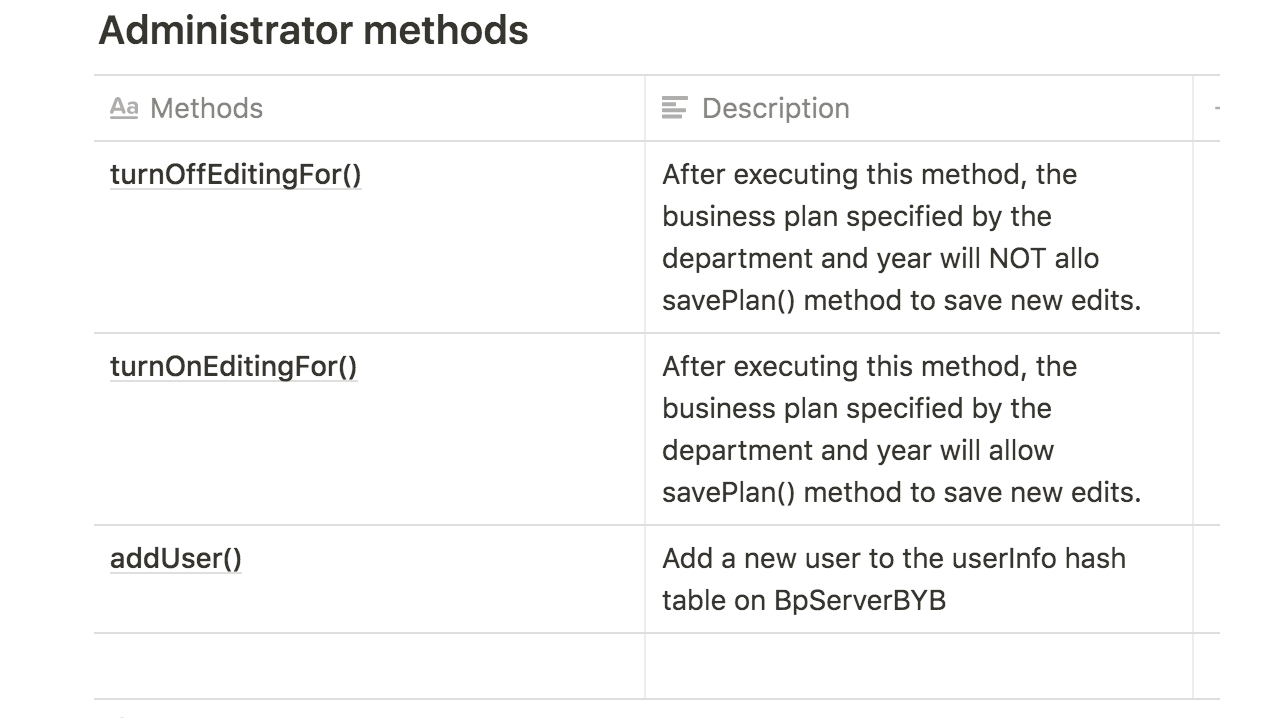 Administrator methods
Aa Methods
Description
turnOffEditingFor()
After executing this method, the
business plan specified by the
department and year will NOT allo
savePlan() method to save new edits.
turnOnEditingFor()
After executing this method, the
business plan specified by the
department and year will allow
savePlan() method to save new edits.
addUser()
Add a new user to the userInfo hash
table on BpServerBYB